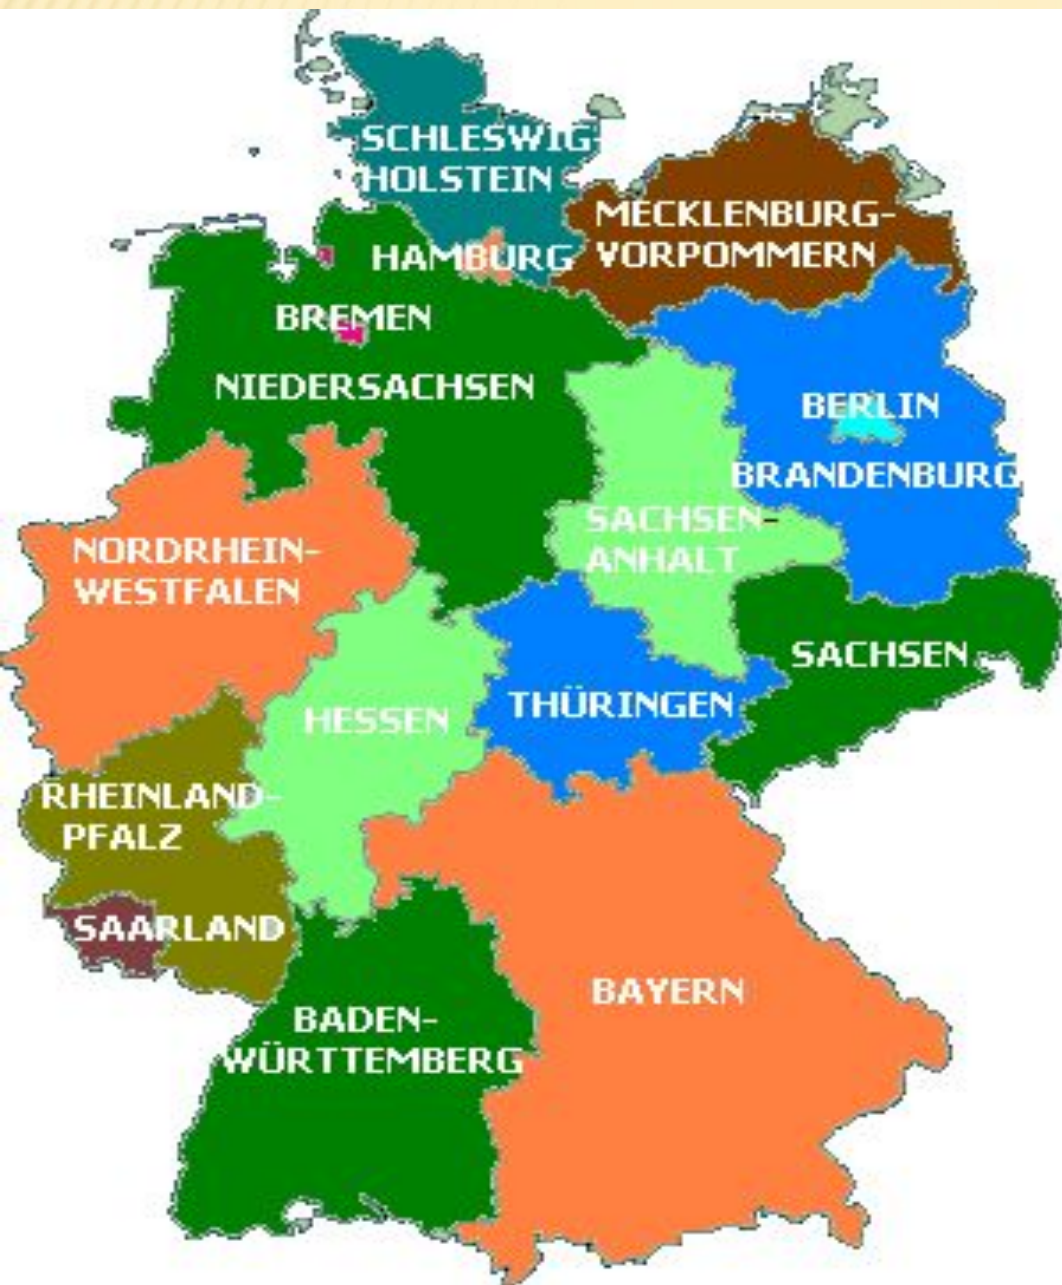 SCHLESWIG-
HOLSTEIN
MECKLENBURG-
VORPOMMERN
HAMBURG
BREMEN
NIEDERSACHSEN
BERLIN
BRANDENBURG
SACHSEN-
ANHALT
NORDRHEIN-
WESTFALEN
SACHSEN
THÜRINGEN
HESSEN
RHEINLAND-
PFALZ
SAARLAND
BAYERN
BADEN-
WÜRTTEMBERG